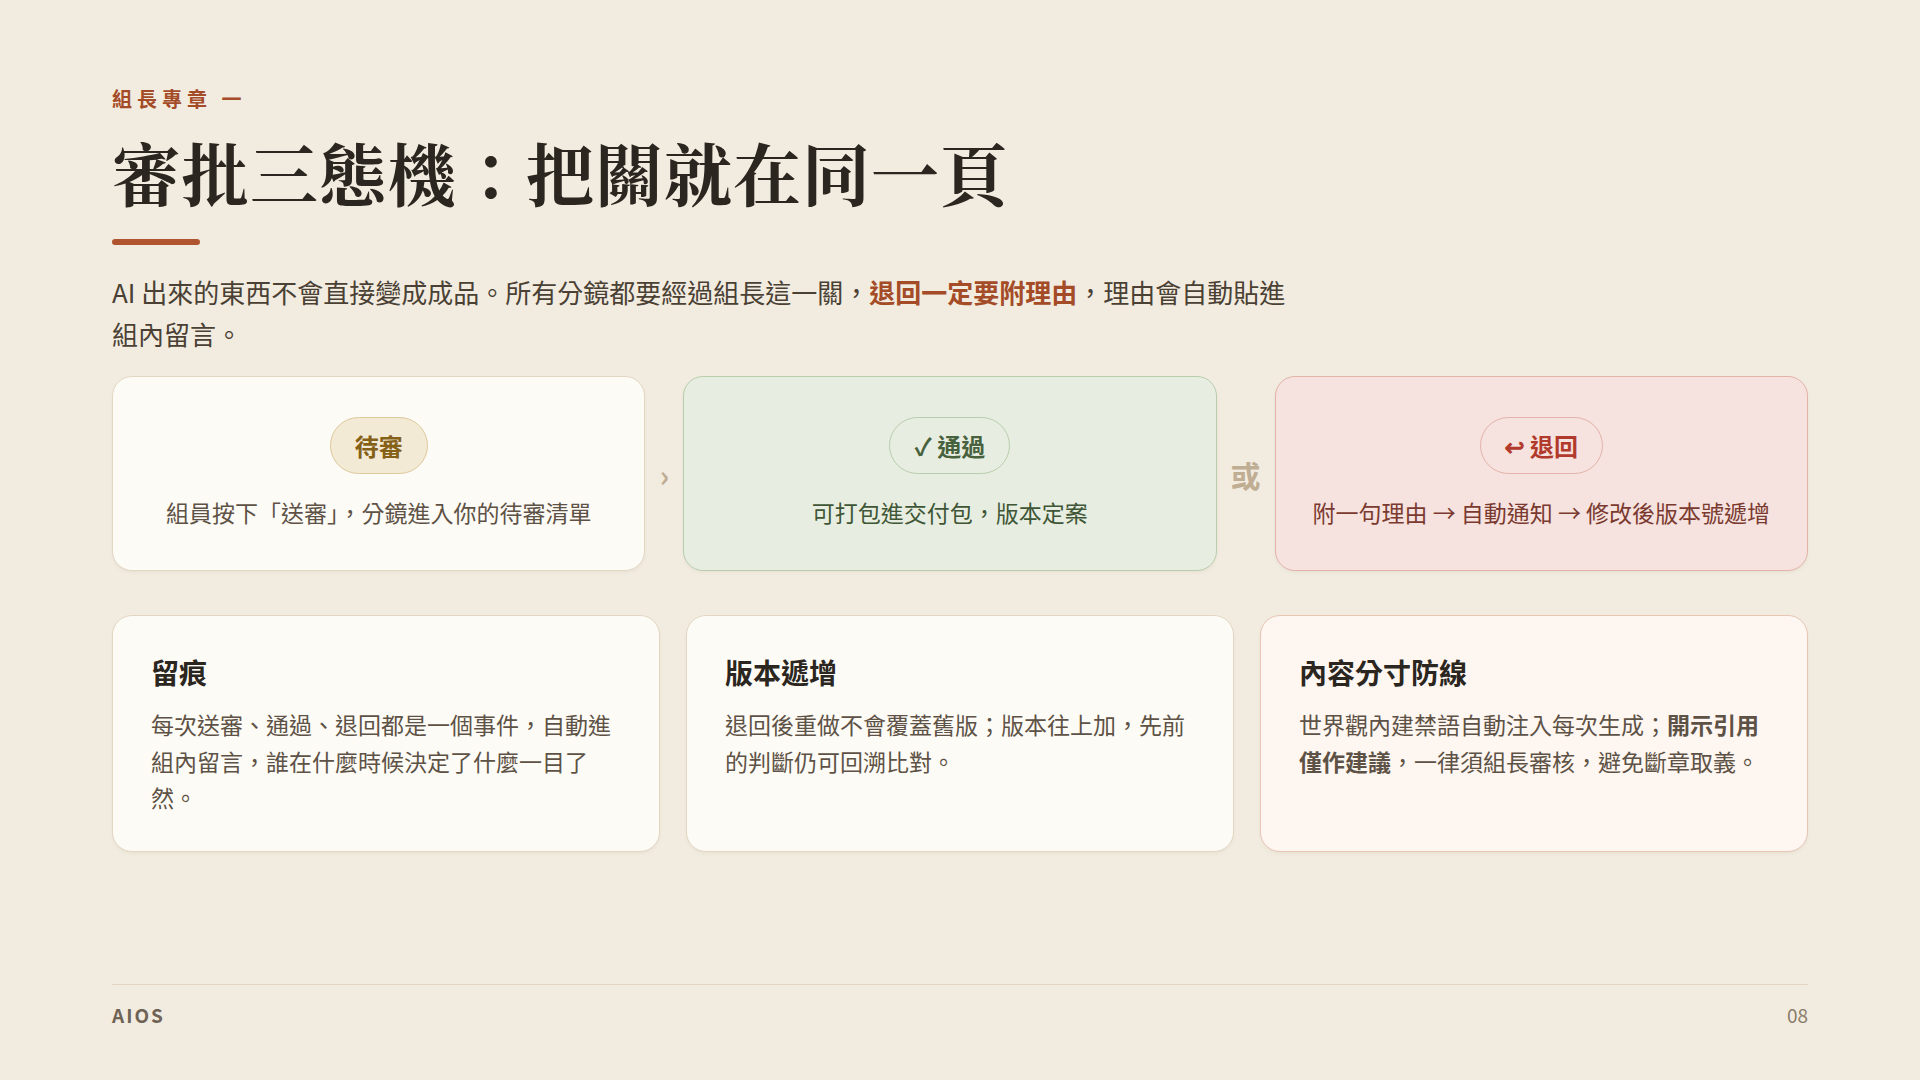 組長專章 一
審批三態機：把關就在同一頁
AI 出來的東西不會直接變成成品。所有分鏡都要經過組長這一關，退回一定要附理由，理由會自動貼進
組內留言。
待審
組員按下「送審」，分鏡進入你的待審清單
›
✓ 通過
可打包進交付包，版本定案
或
↩ 退回
附一句理由 → 自動通知 → 修改後版本號遞增
留痕
每次送審、通過、退回都是一個事件，自動進
組內留言，誰在什麼時候決定了什麼一目了
然。
版本遞增
退回後重做不會覆蓋舊版；版本往上加，先前
的判斷仍可回溯比對。
內容分寸防線
世界觀內建禁語自動注入每次生成；開示引用
僅作建議，一律須組長審核，避免斷章取義。
AIOS
08